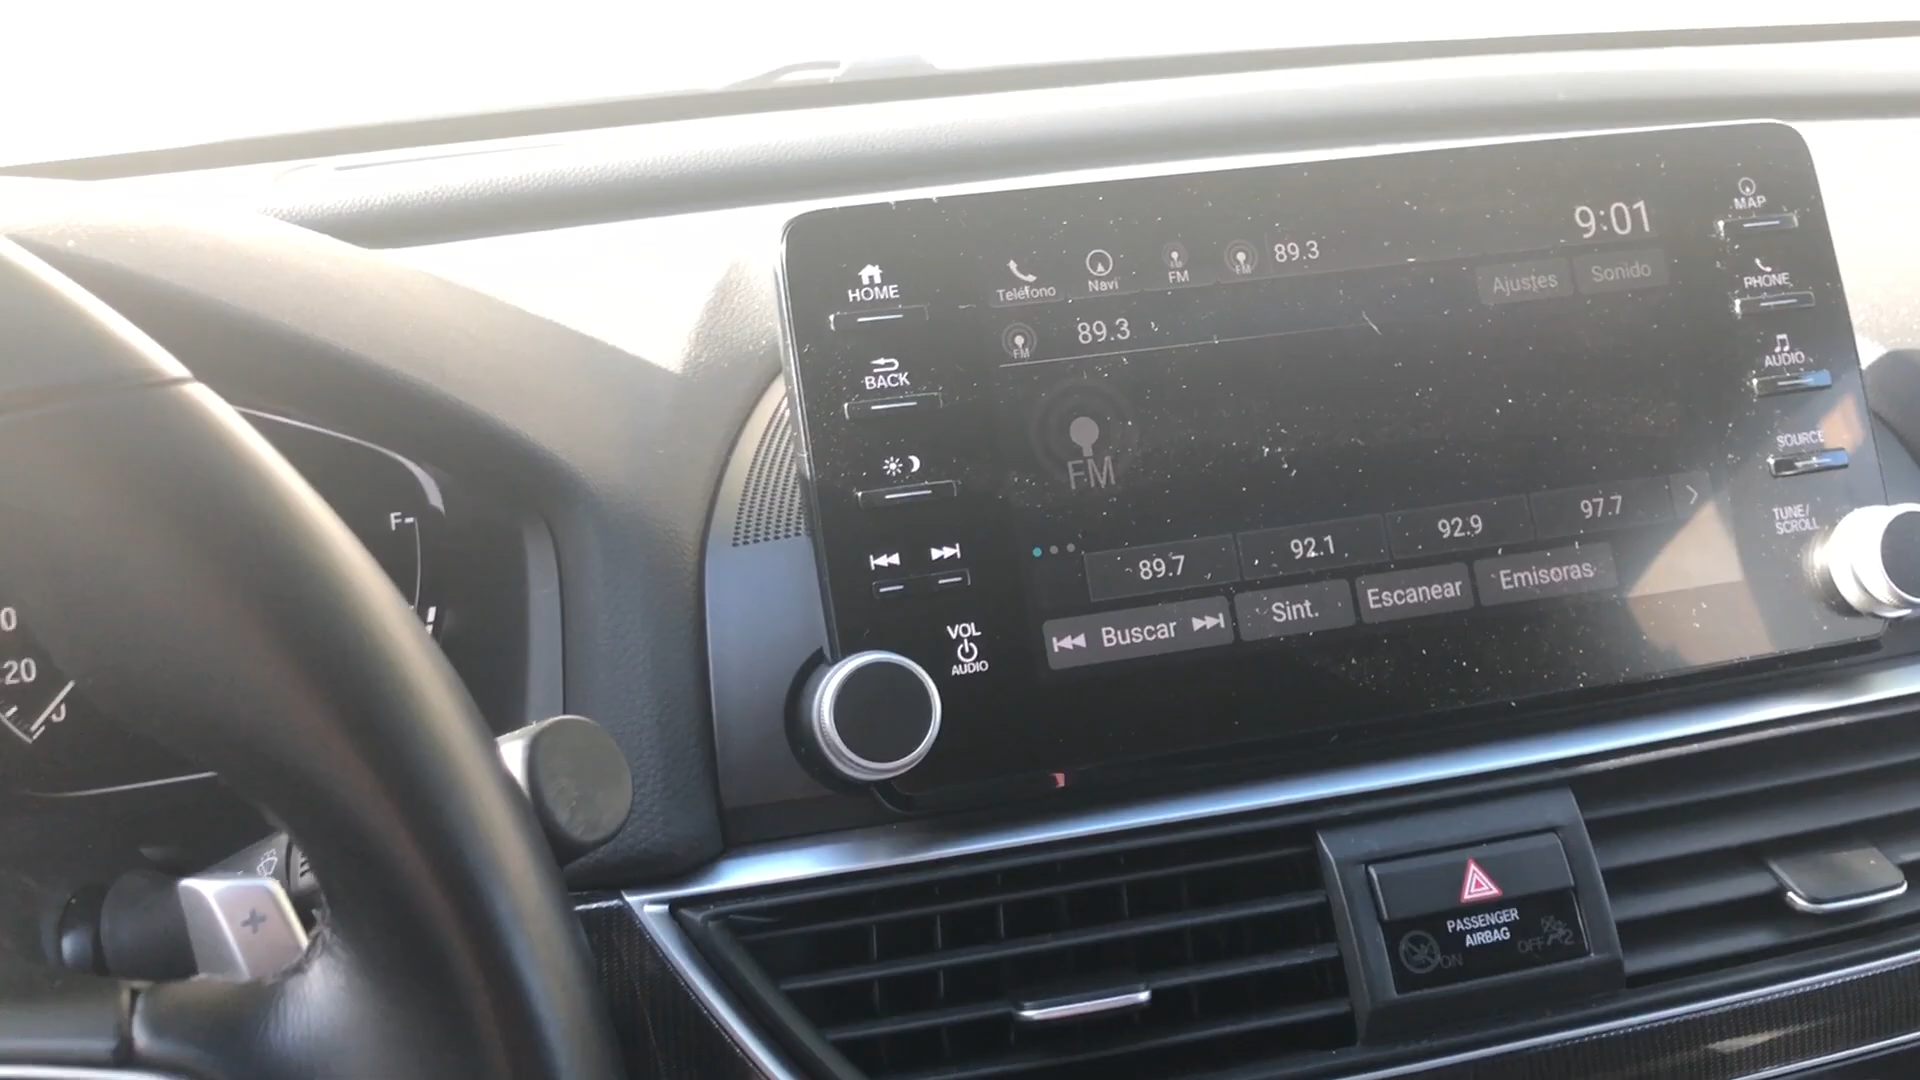 HOME
BACK
VOL
AUDIO
Teléfono
Navi
FM
FM
89.3
9:01
Ajustes
Sonido
FM
89.3
FM
89.7
92.1
92.9
97.7
Buscar
Sint.
Escanear
Emisoras
MAP
PHONE
AUDIO
SOURCE
TUNE/
SCROLL
F
0
20
+
PASSENGER
AIRBAG
ON
OFF
2